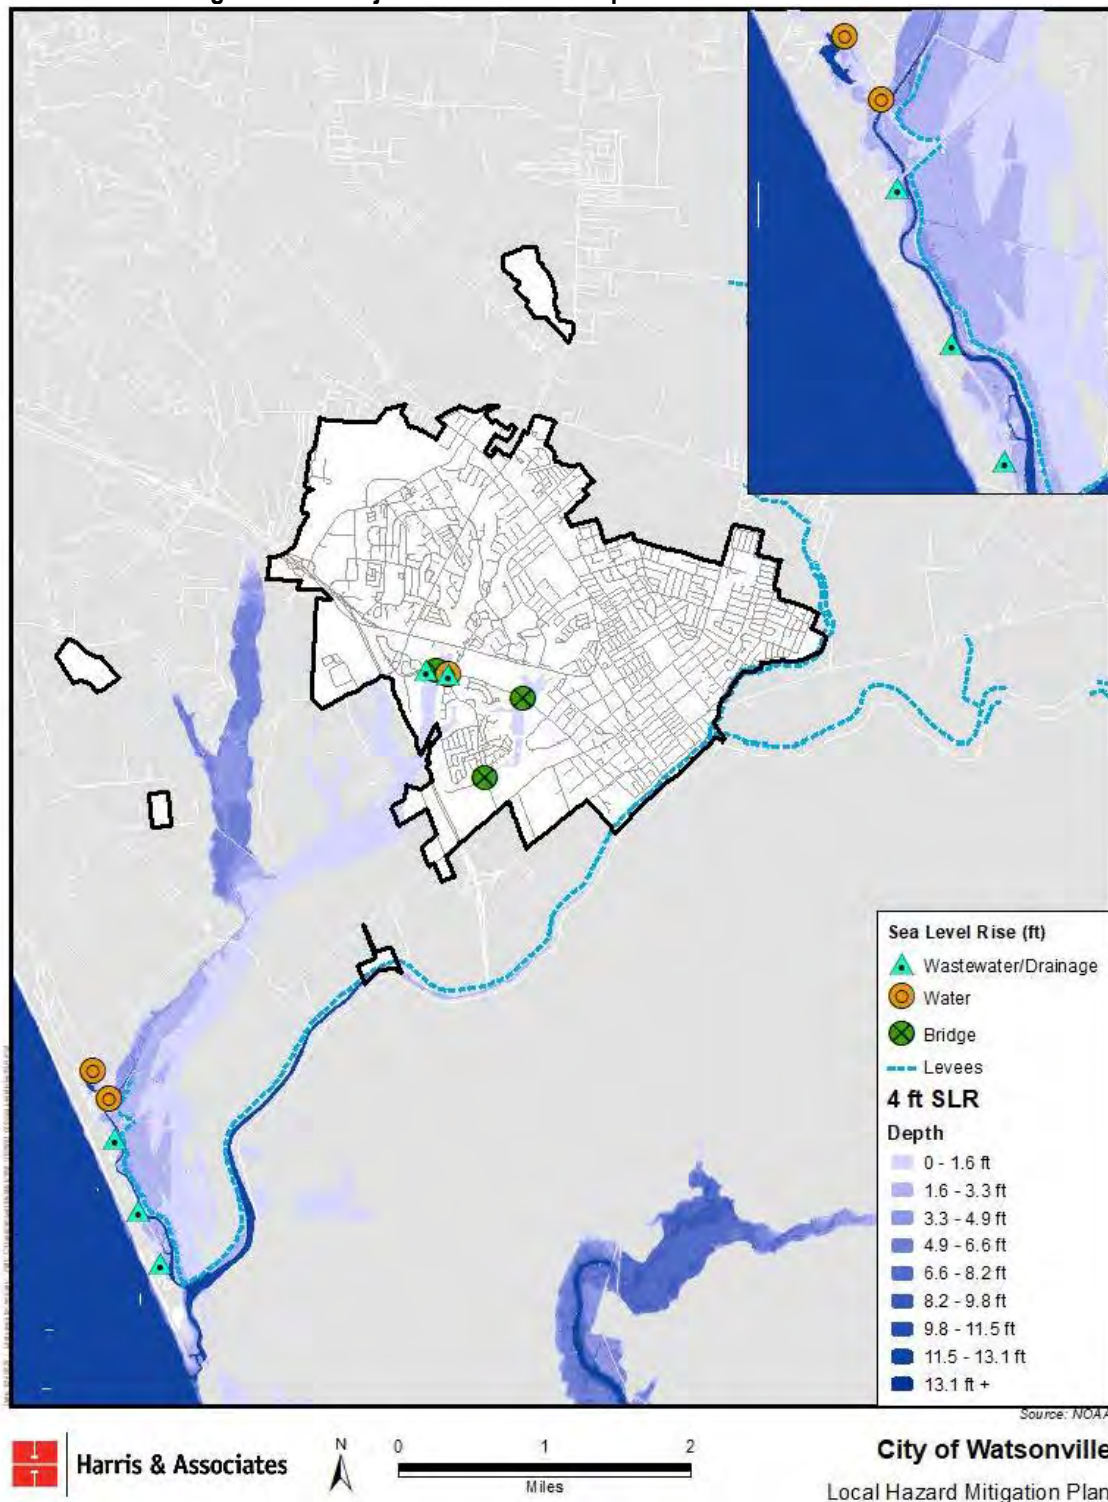 Sea Level Rise (ft)
Wastewater/Drainage
Water
Bridge
Levees
4 ft SLR
Depth
0 - 1.6 ft
1.6 - 3.3 ft
3.3 - 4.9 ft
4.9 - 6.6 ft
6.6 - 8.2 ft
8.2 - 9.8 ft
9.8 - 11.5 ft
11.5 - 13.1 ft
13.1 ft +
Source: NOAA
Harris & Associates
N
0 1 2
Miles
City of Watsonville
Local Hazard Mitigation Plan